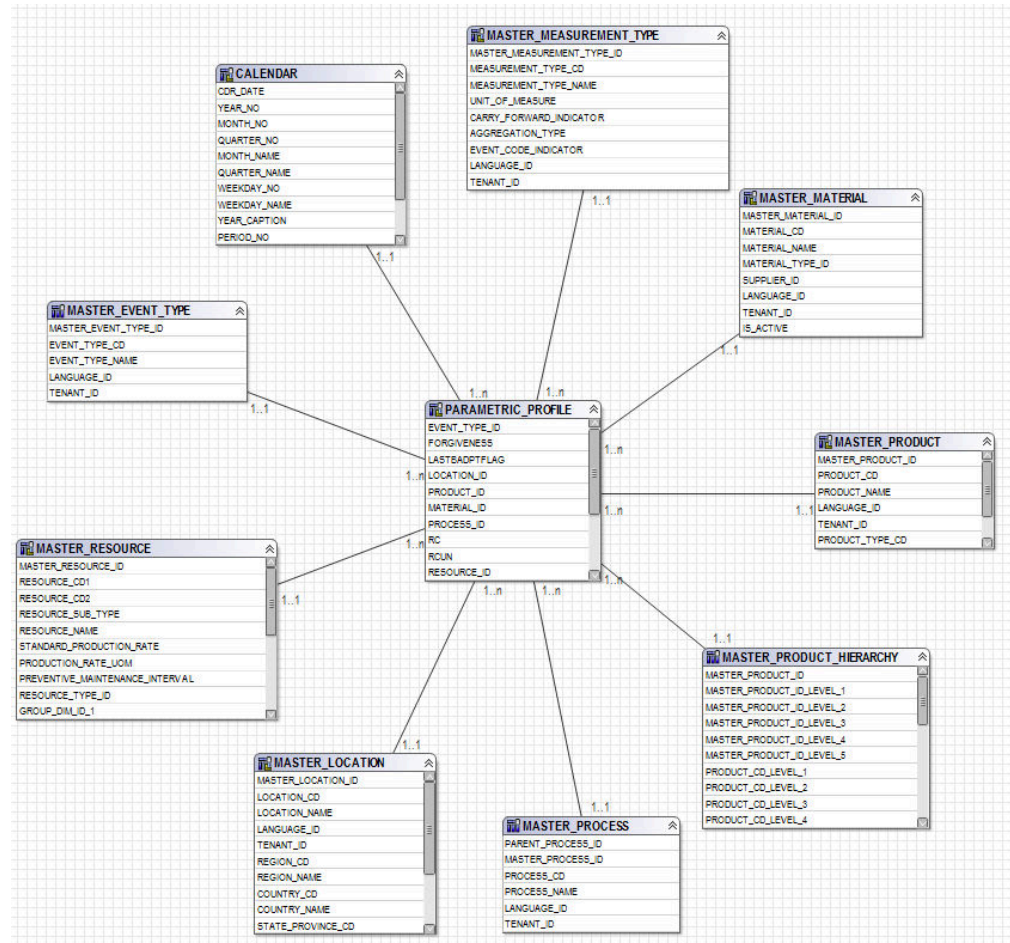 MASTER_MEASUREMENT_TYPE
MASTER_MEASUREMENT_TYPE_ID
MEASUREMENT_TYPE_CD
MEASUREMENT_TYPE_NAME
UNIT_OF_MEASURE
CARRY_FORWARD_INDICATOR
AGGREGATION_TYPE
EVENT_CODE_INDICATOR
LANGUAGE_ID
TENANT_ID
1..1
CALENDAR
CDR_DATE
YEAR_NO
MONTH_NO
QUARTER_NO
MONTH_NAME
QUARTER_NAME
WEEKDAY_NO
WEEKDAY_NAME
YEAR_CAPTION
PERIOD_NO
1..1
MASTER_MATERIAL
MASTER_MATERIAL_ID
MATERIAL_CD
MATERIAL_NAME
MATERIAL_TYPE_ID
SUPPLIER_ID
LANGUAGE_ID
TENANT_ID
IS_ACTIVE
1..1
MASTER_EVENT_TYPE
MASTER_EVENT_TYPE_ID
EVENT_TYPE_CD
EVENT_TYPE_NAME
LANGUAGE_ID
TENANT_ID
1..1
1..n
1..n
PARAMETRIC_PROFILE
EVENT_TYPE_ID
FORGIVENESS
LASTBADPTFLAG
LOCATION_ID
PRODUCT_ID
MATERIAL_ID
PROCESS_ID
RC
RCUN
RESOURCE_ID
1..n
1..n
1..n
1..n
1..n
1..n
1..n
MASTER_PRODUCT
MASTER_PRODUCT_ID
PRODUCT_CD
PRODUCT_NAME
LANGUAGE_ID
TENANT_ID
PRODUCT_TYPE_CD
1..1
MASTER_RESOURCE
MASTER_RESOURCE_ID
RESOURCE_CD1
RESOURCE_CD2
RESOURCE_SUB_TYPE
RESOURCE_NAME
STANDARD_PRODUCTION_RATE
PRODUCTION_RATE_UOM
PREVENTIVE_MAINTENANCE_INTERVAL
RESOURCE_TYPE_ID
GROUP_DIM_ID_1
1..1
1..1
MASTER_PRODUCT_HIERARCHY
MASTER_PRODUCT_ID
MASTER_PRODUCT_ID_LEVEL_1
MASTER_PRODUCT_ID_LEVEL_2
MASTER_PRODUCT_ID_LEVEL_3
MASTER_PRODUCT_ID_LEVEL_4
MASTER_PRODUCT_ID_LEVEL_5
PRODUCT_CD_LEVEL_1
PRODUCT_CD_LEVEL_2
PRODUCT_CD_LEVEL_3
PRODUCT_CD_LEVEL_4
1..1
MASTER_LOCATION
MASTER_LOCATION_ID
LOCATION_CD
LOCATION_NAME
LANGUAGE_ID
TENANT_ID
REGION_CD
REGION_NAME
COUNTRY_CD
COUNTRY_NAME
STATE_PROVINCE_CD
1..1
MASTER_PROCESS
PARENT_PROCESS_ID
MASTER_PROCESS_ID
PROCESS_CD
PROCESS_NAME
LANGUAGE_ID
TENANT_ID